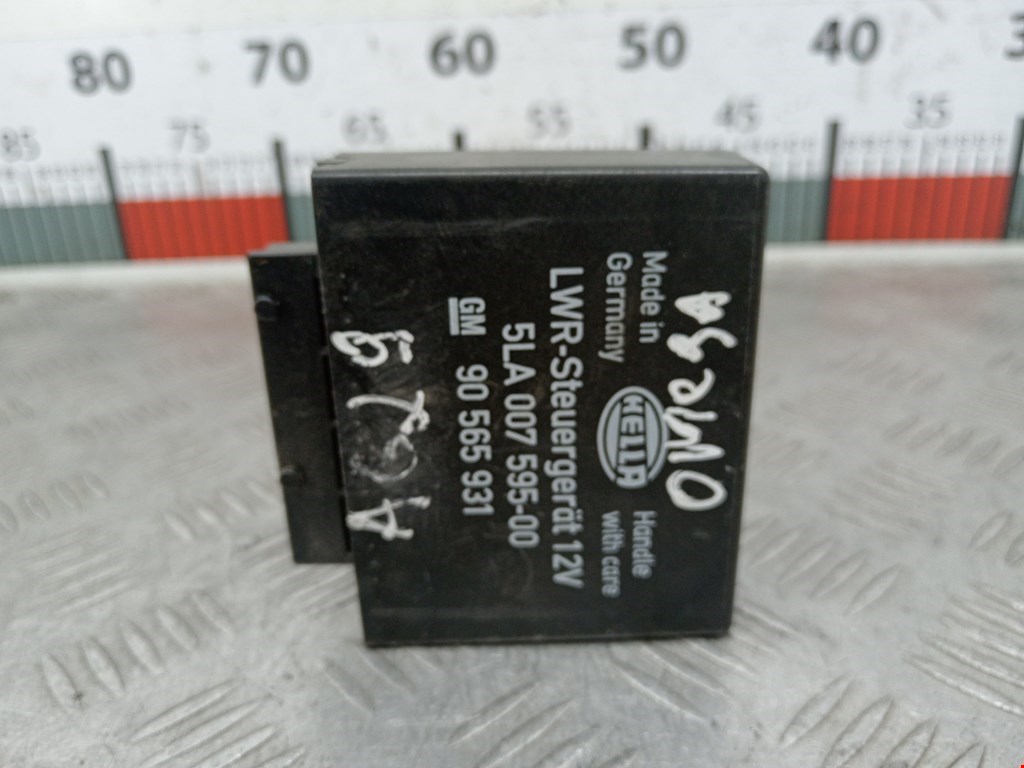 80 70 60 50 40
85 75 65 55 45 35
Made in
Germany
HELLA
Handle
with care
LWR-Steuergerät 12V
5LA 007 595-00
GM 90 565 931